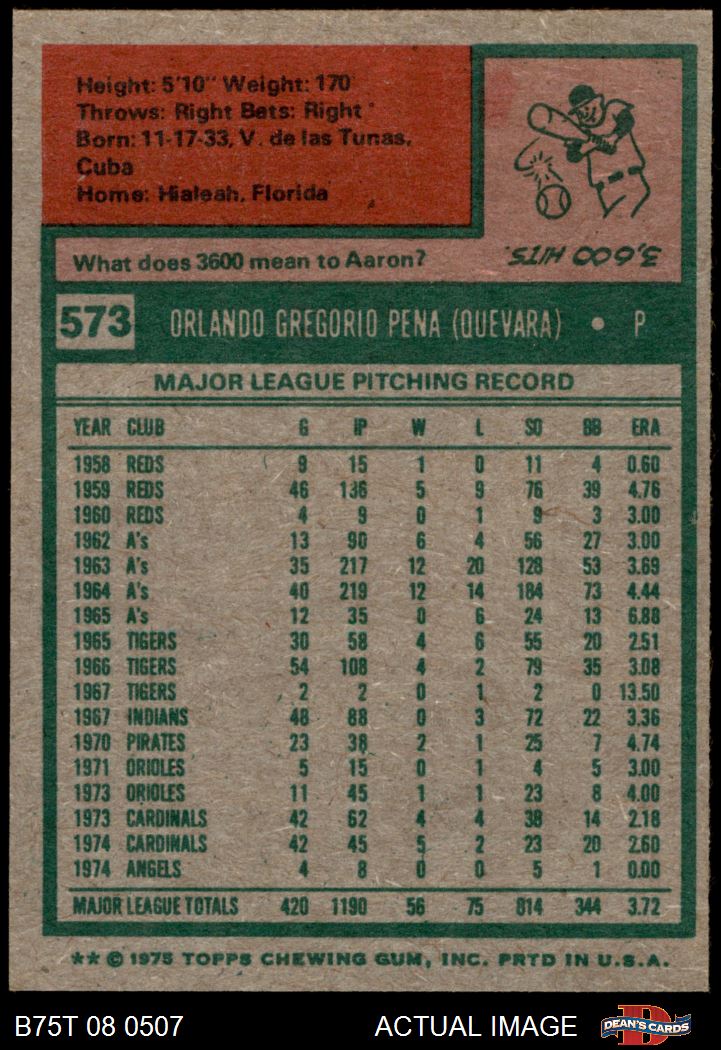 Height: 5'10" Weight: 170
Throws: Right Bats: Right
Born: 11-17-33, V. de las Tunas,
Cuba
Home: Hialeah, Florida
What does 3600 mean to Aaron?
3,600 HITS.
573 ORLANDO GREGORIO PENA (QUEVARA) • P
MAJOR LEAGUE PITCHING RECORD
YEAR CLUB G IP W L SO BB ERA
1958 REDS 9 15 1 0 11 4 0.60
1959 REDS 46 136 5 9 76 39 4.76
1960 REDS 4 9 0 1 9 3 3.00
1962 A's 13 90 6 4 56 27 3.00
1963 A's 35 217 12 20 128 53 3.69
1964 A's 40 219 12 14 184 73 4.44
1965 A's 12 35 0 6 24 13 6.88
1965 TIGERS 30 58 4 6 55 20 2.51
1966 TIGERS 54 108 4 2 79 35 3.08
1967 TIGERS 2 2 0 1 2 0 13.50
1967 INDIANS 48 88 0 3 72 22 3.36
1970 PIRATES 23 38 2 1 25 7 4.74
1971 ORIOLES 5 15 0 1 4 5 3.00
1973 ORIOLES 11 45 1 1 23 8 4.00
1973 CARDINALS 42 62 4 4 38 14 2.18
1974 CARDINALS 42 45 5 2 23 20 2.60
1974 ANGELS 4 8 0 0 5 1 0.00
MAJOR LEAGUE TOTALS 420 1190 56 75 814 344 3.72
** © 1975 TOPPS CHEWING GUM, INC. PRTD IN U.S.A.
B75T 08 0507 ACTUAL IMAGE DEAN'S CARDS